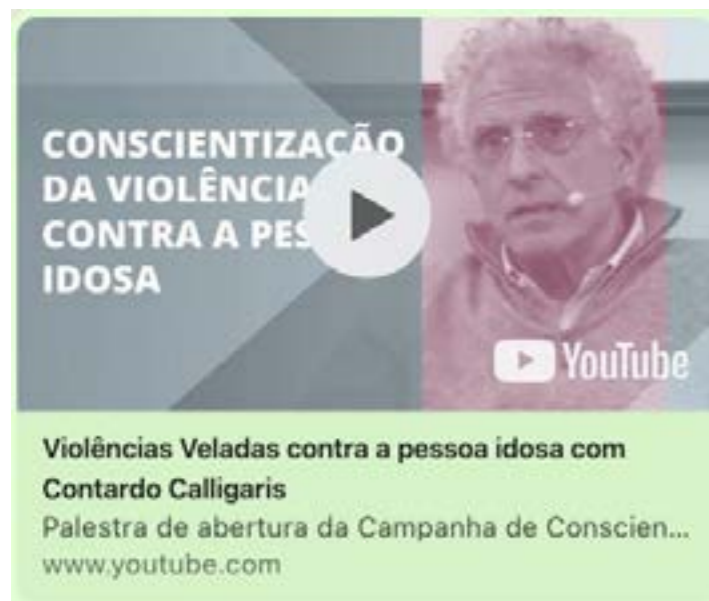 CONSCIENTIZAÇÃO
DA VIOLÊNCIA
CONTRA A PES
IDOSA
YouTube
Violências Veladas contra a pessoa idosa com
Contardo Calligaris
Palestra de abertura da Campanha de Conscien...
www.youtube.com